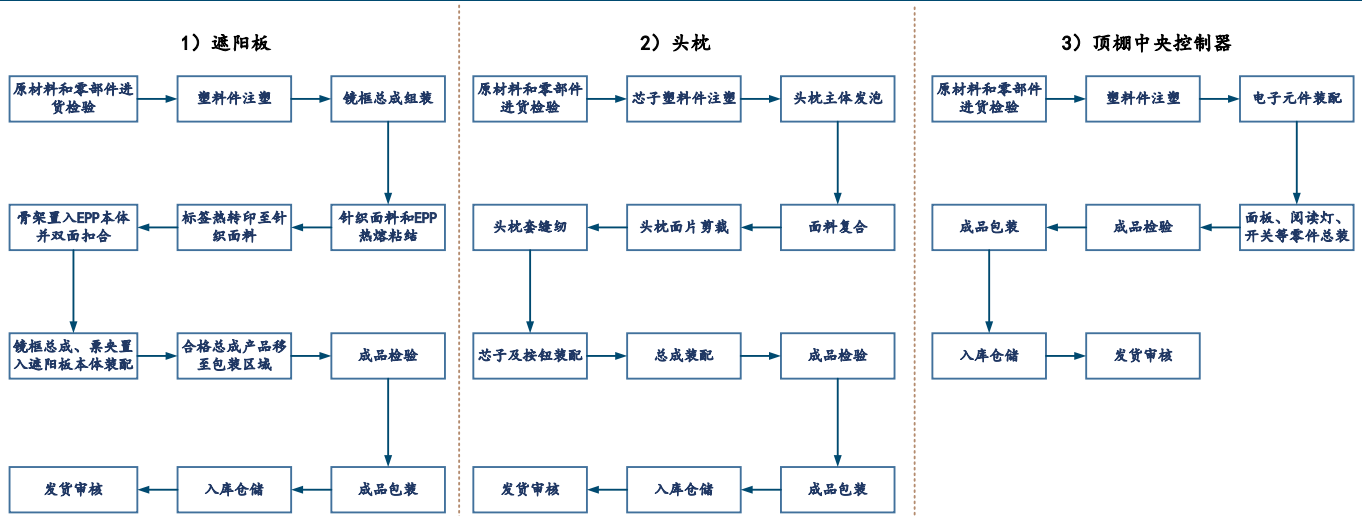 1）遮阳板
原材料和零部件进
货检验
塑料件注塑
镜框总成组装
针织面料和EPP
热熔粘结
标签热转印至针
织面料
骨架置入EPP本体
并双面扣合
镜框总成、票夹置
入遮阳板本体装配
合格总成产品移
至包装区域
成品检验
成品包装
入库仓储
发货审核
2）头枕
原材料和零部件
进货检验
芯子塑料件注塑
头枕主体发泡
面料复合
头枕面片剪裁
头枕套缝切
芯子及按钮装配
总成装配
成品检验
成品包装
入库仓储
发货审核
3）顶棚中央控制器
原材料和零部件
进货检验
塑料件注塑
电子元件装配
面板、阅读灯、
开关等零件总装
成品检验
成品包装
入库仓储
发货审核